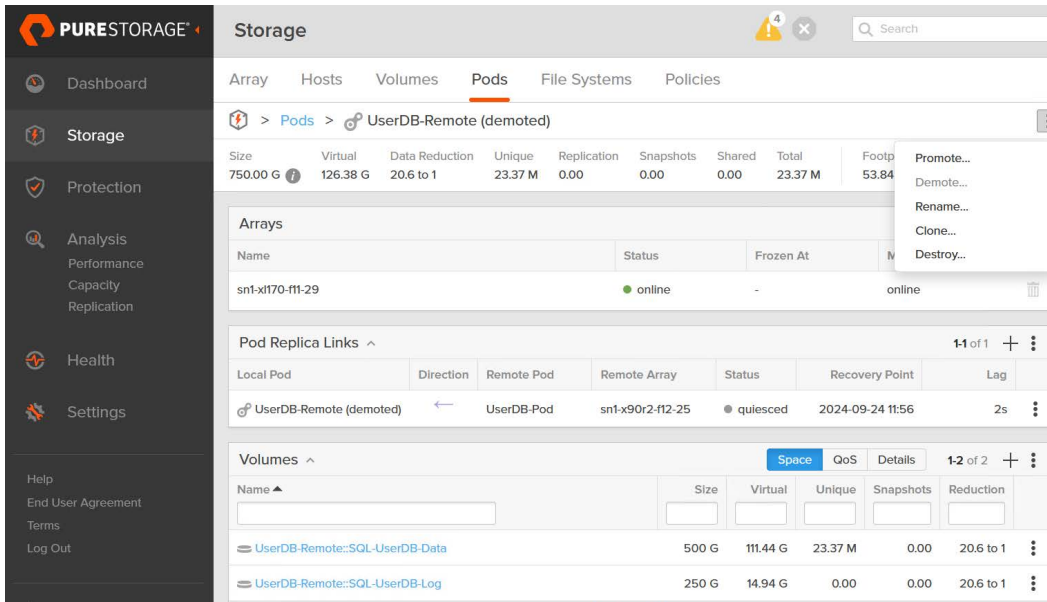 PURESTORAGE®
Storage
4
Search
Dashboard
Storage
Protection
Analysis
Performance
Capacity
Replication
Health
Settings
Help
End User Agreement
Terms
Log Out
Array Hosts Volumes Pods File Systems Policies
> Pods > UserDB-Remote (demoted)
Size Virtual Data Reduction Unique Replication Snapshots Shared Total
750.00 G i 126.38 G 20.6 to 1 23.37 M 0.00 0.00 0.00 23.37 M 53.84
Promote...
Demote...
Rename...
Clone...
Destroy...
Arrays
Name Status Frozen At
sn1-xl170-f11-29 online - online
Pod Replica Links
1-1 of 1
Local Pod Direction Remote Pod Remote Array Status Recovery Point Lag
UserDB-Remote (demoted) ← UserDB-Pod sn1-x90r2-f12-25 quiesced 2024-09-24 11:56 2s
Volumes
Space QoS Details 1-2 of 2
Name Size Virtual Unique Snapshots Reduction
UserDB-Remote::SQL-UserDB-Data 500 G 111.44 G 23.37 M 0.00 20.6 to 1
UserDB-Remote::SQL-UserDB-Log 250 G 14.94 G 0.00 0.00 20.6 to 1